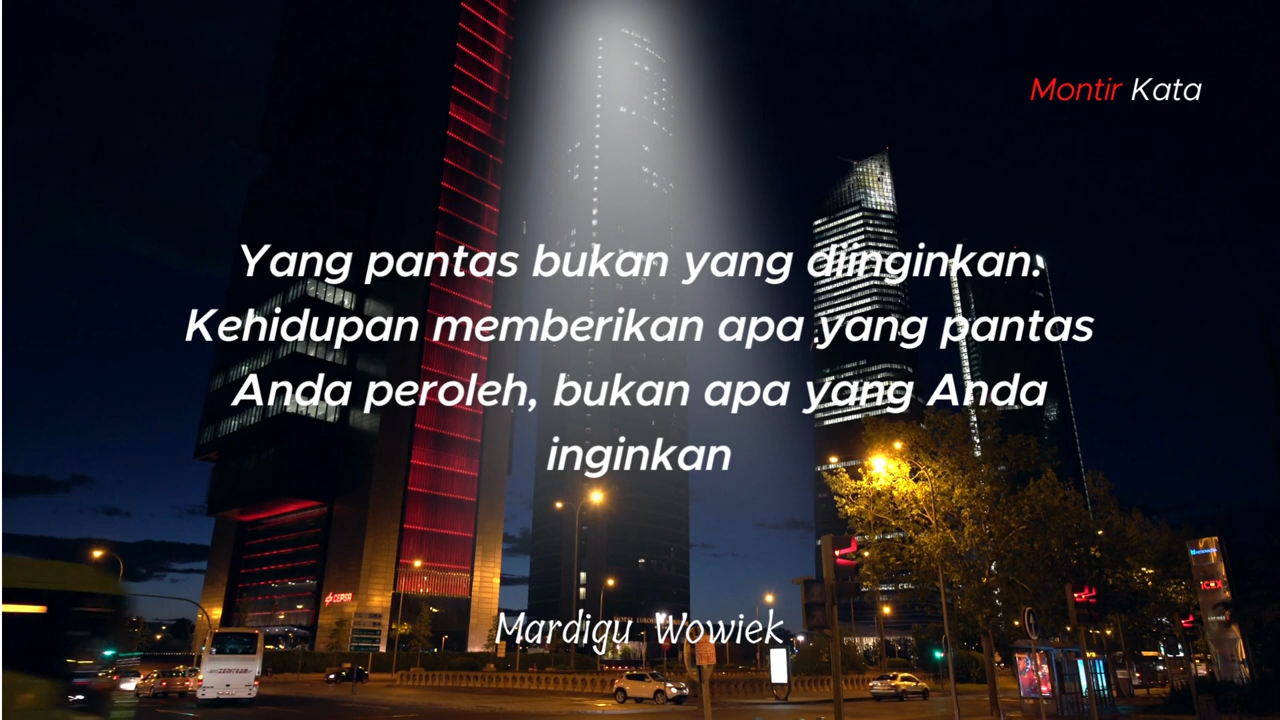 Montir Kata
Yang pantas bukan yang diinginkan.
Kehidupan memberikan apa yang pantas
Anda peroleh, bukan apa yang Anda
inginkan
CEPSA
Mardigu Wowiek